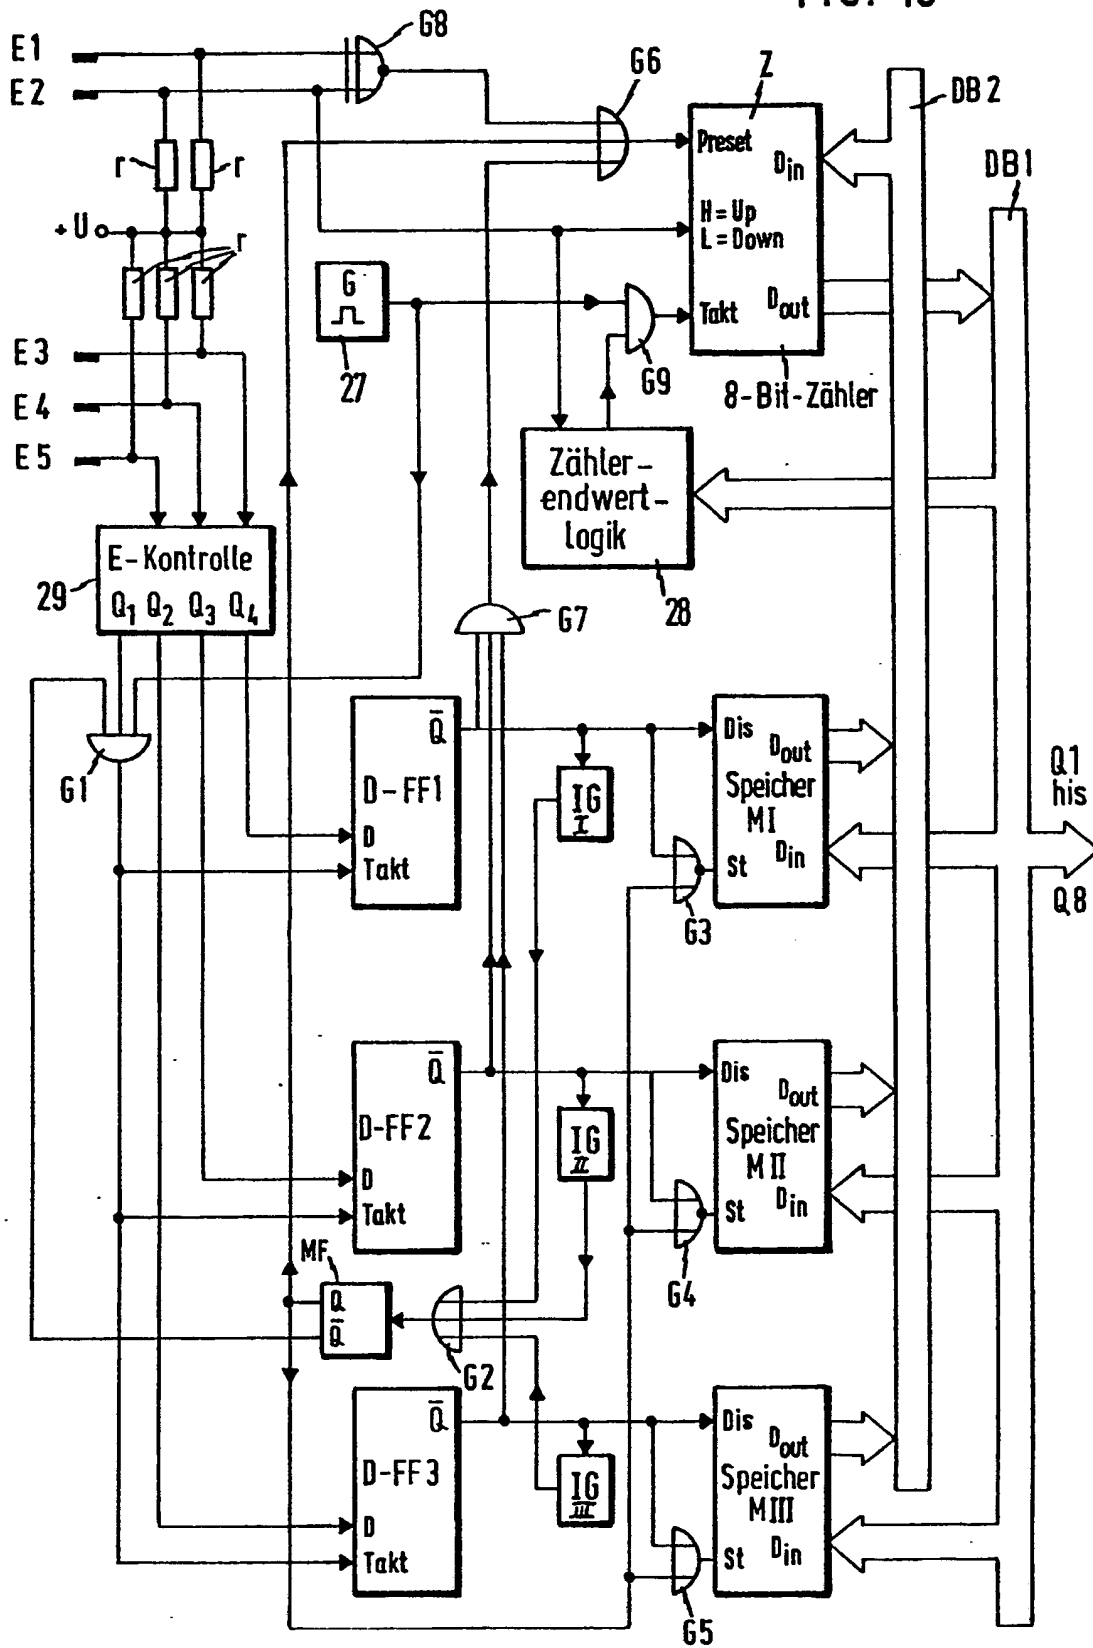 E1
E2
G8
G6
Z
DB2
DB1
r
r
+U
r
Preset
Din
H=Up
L=Down
Takt
Dout
G
27
G9
8-Bit-Zähler
E3
E4
E5
Zähler-
endwert-
logik
28
E-Kontrolle
Q1 Q2 Q3 Q4
29
G7
G1
Q̅
D-FF1
D
Takt
IG
I
Dis
Dout
Speicher
MI
Din
St
G3
Q1
his
Q8
Q̅
D-FF2
D
Takt
IG
II
Dis
Dout
Speicher
MII
Din
St
G4
MF
Q
Q̅
G2
Q̅
D-FF3
D
Takt
IG
III
Dis
Dout
Speicher
MIII
Din
St
G5